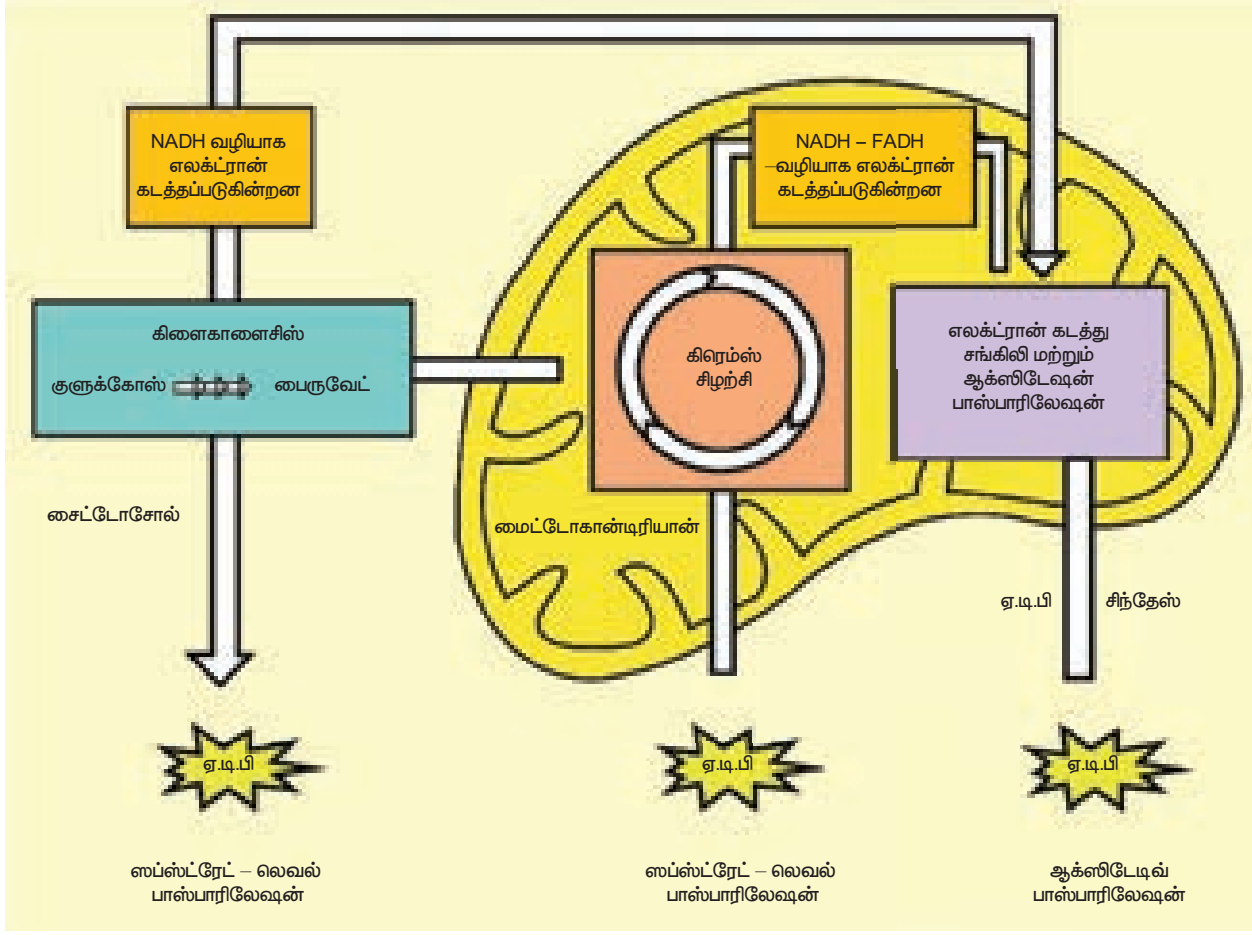 NADH வழியாக
எலக்ட்ரான்
கடத்தப்படுகின்றன
NADH – FADH
–வழியாக எலக்ட்ரான்
கடத்தப்படுகின்றன
கிளைகாளைசிஸ்
குளுக்கோஸ் பைருவேட்
கிரெம்ஸ்
சிழற்சி
எலக்ட்ரான் கடத்து
சங்கிலி மற்றும்
ஆக்ஸிடேஷன்
பாஸ்பாரிலேஷன்
சைட்டோசோல்
மைட்டோகான்டிரியான்
ஏ.டி.பி சிந்தேஸ்
ஏ.டி.பி
ஏ.டி.பி
ஏ.டி.பி
ஸப்ஸ்ட்ரேட் – லெவல்
பாஸ்பாரிலேஷன்
ஸப்ஸ்ட்ரேட் – லெவல்
பாஸ்பாரிலேஷன்
ஆக்ஸிடேடிவ்
பாஸ்பாரிலேஷன்